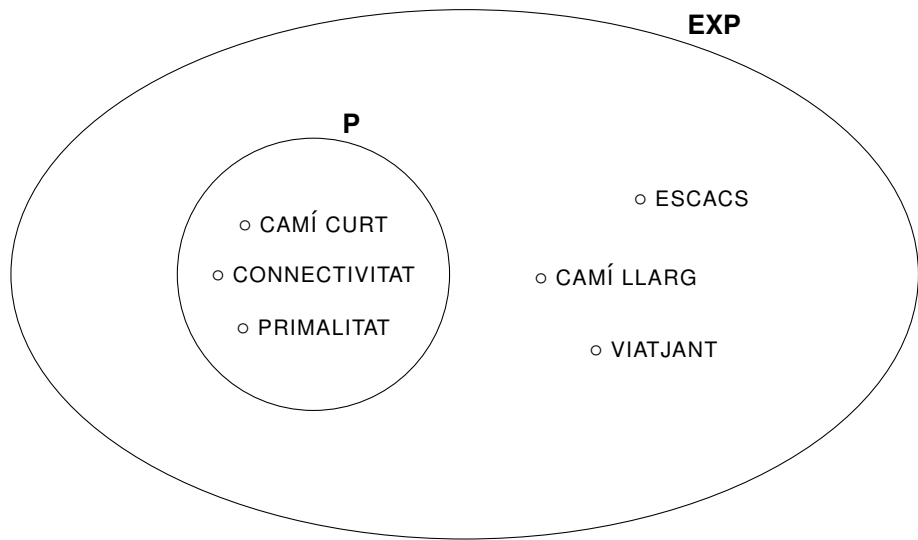 EXP
P
ESCACS
CAMÍ CURT
CONNECTIVITAT
CAMÍ LLARG
PRIMALITAT
VIATJANT